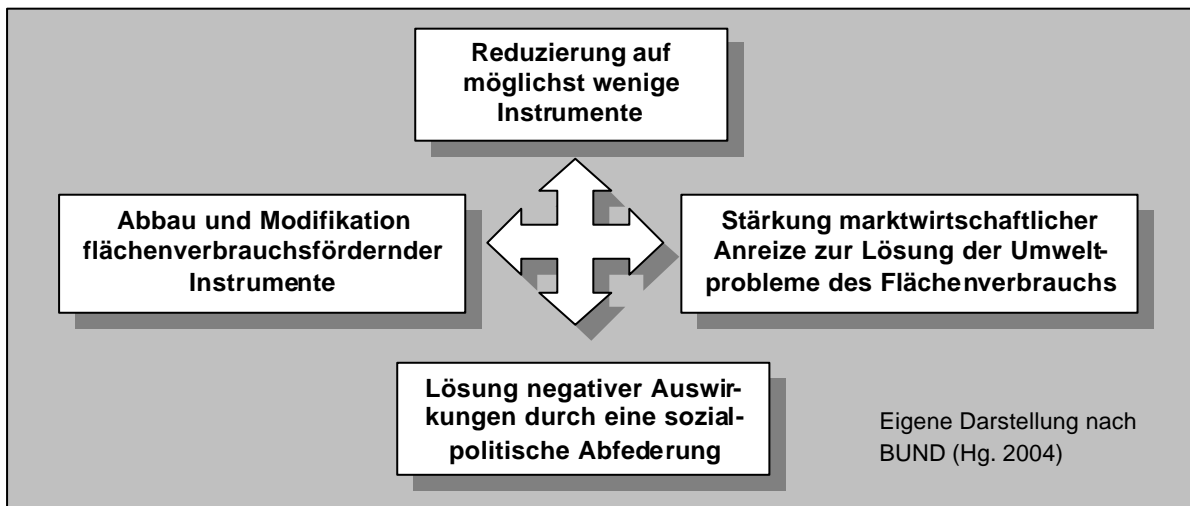 Reduzierung auf
möglichst wenige
Instrumente
Abbau und Modifikation
flächenverbrauchsfördernder
Instrumente
Stärkung marktwirtschaftlicher
Anreize zur Lösung der Umwelt-
probleme des Flächenverbrauchs
Lösung negativer Auswir-
kungen durch eine sozial-
politische Abfederung
Eigene Darstellung nach
BUND (Hg. 2004)